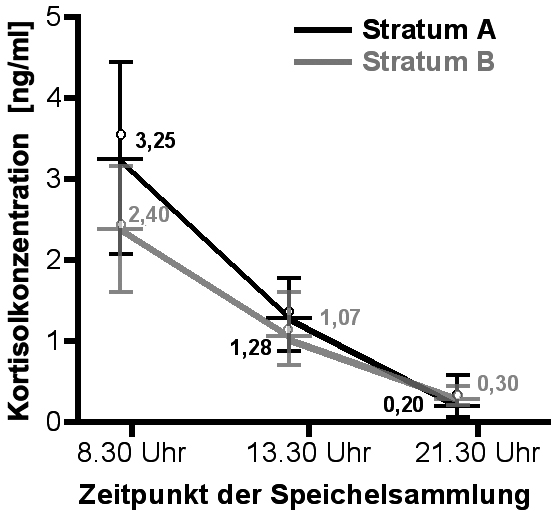 Kortisolkonzentration [ng/ml]
5
4
3
2
1
0
Stratum A
Stratum B
3,25
2,40
1,07
1,28
0,30
0,20
8.30 Uhr 13.30 Uhr 21.30 Uhr
Zeitpunkt der Speichelsammlung